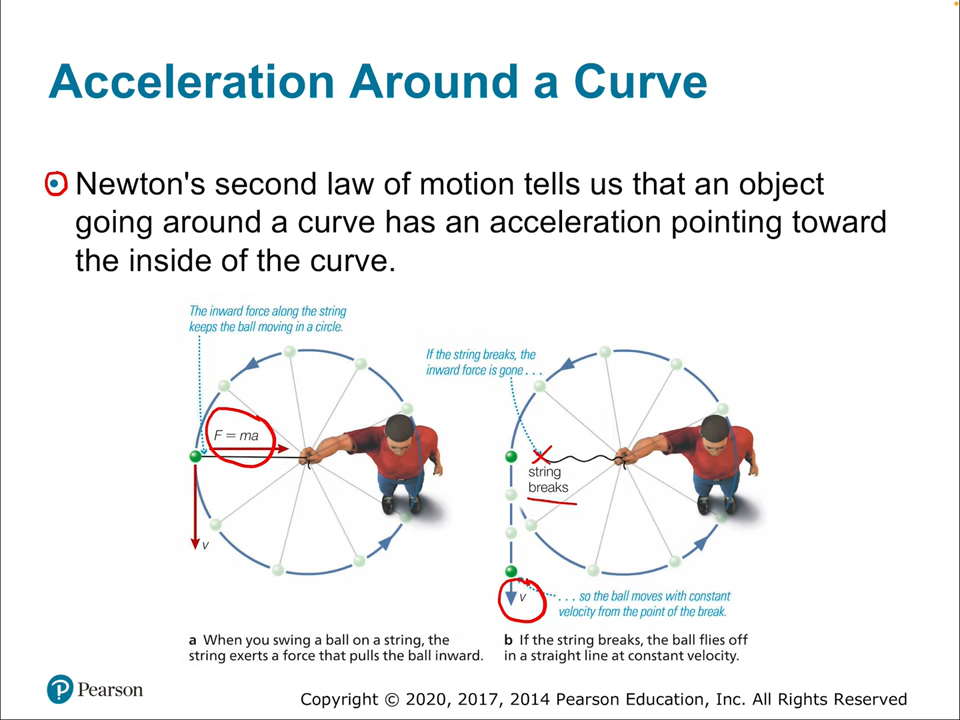 Acceleration Around a Curve
• Newton's second law of motion tells us that an object
going around a curve has an acceleration pointing toward
the inside of the curve.
The inward force along the string
keeps the ball moving in a circle.
F = ma
v
a When you swing a ball on a string, the
string exerts a force that pulls the ball inward.
If the string breaks, the
inward force is gone . . .
string
breaks
v
. . . so the ball moves with constant
velocity from the point of the break.
b If the string breaks, the ball flies off
in a straight line at constant velocity.
P Pearson
Copyright © 2020, 2017, 2014 Pearson Education, Inc. All Rights Reserved